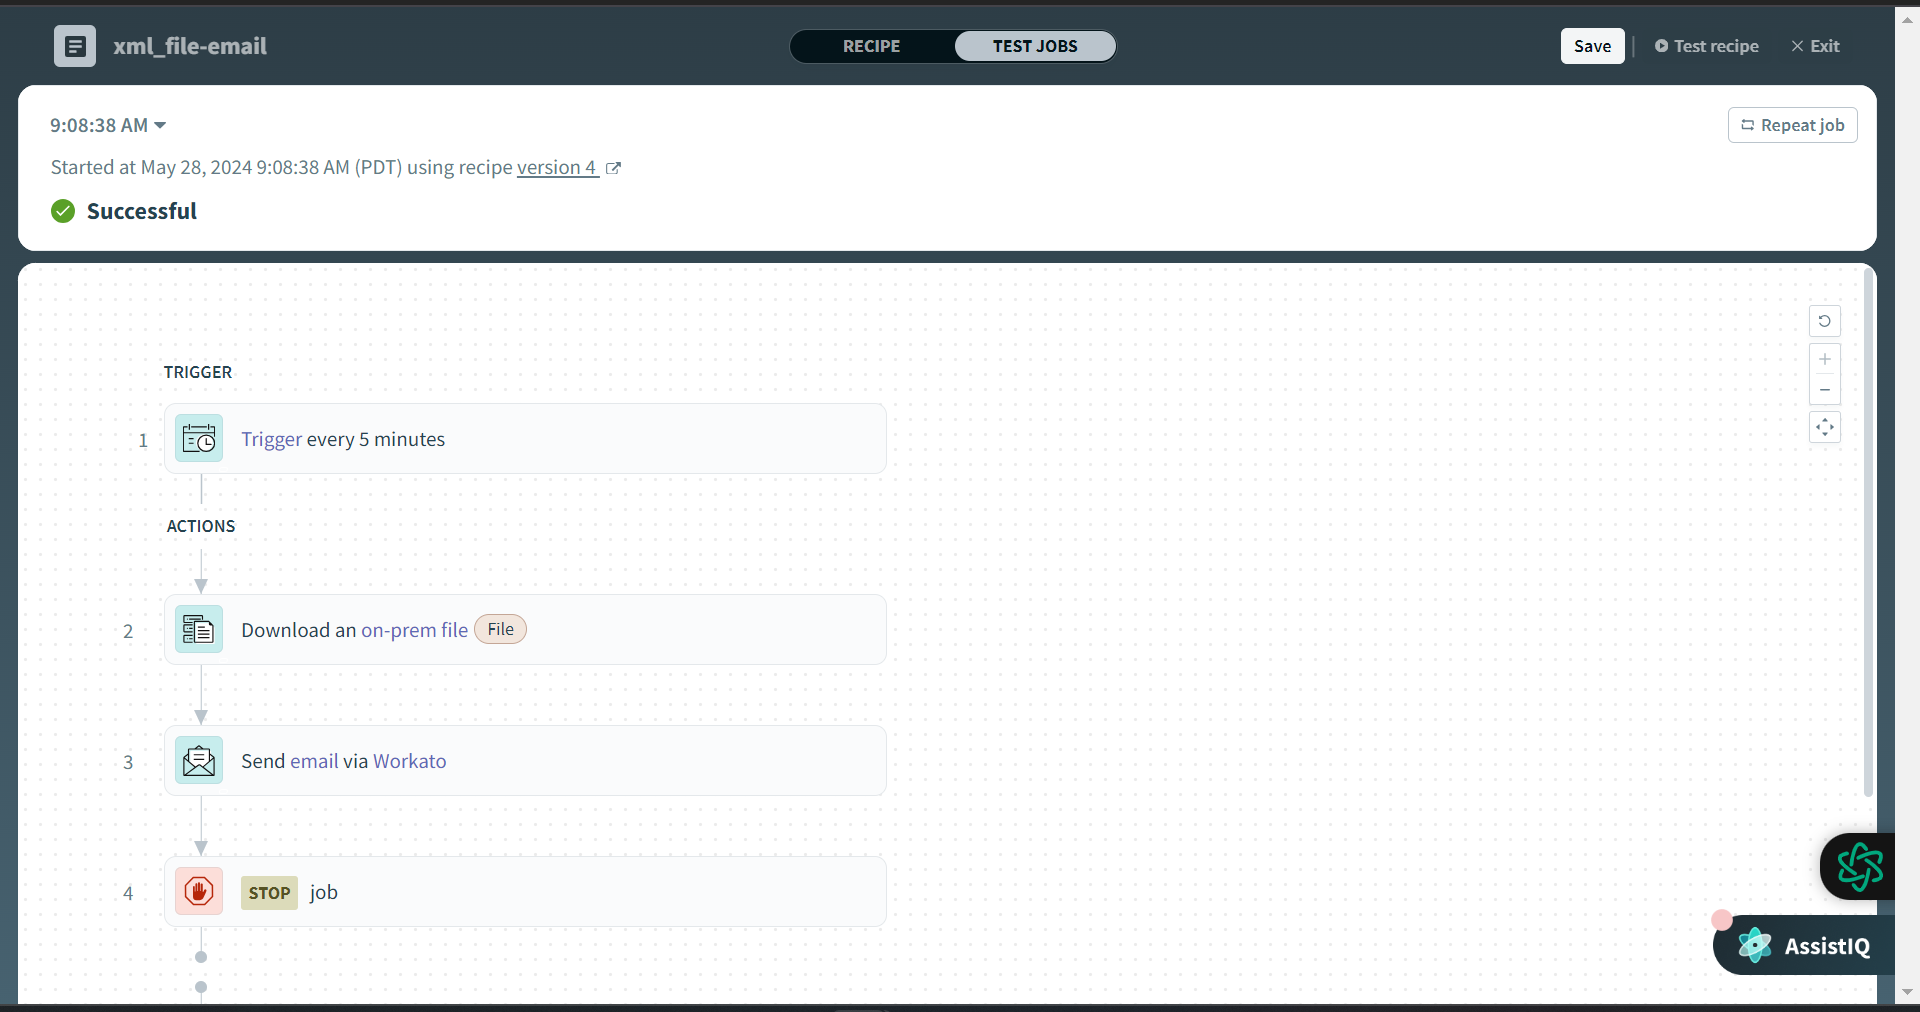 xml_file-email
RECIPE
TEST JOBS
Save
Test recipe
Exit
9:08:38 AM
Repeat job
Started at May 28, 2024 9:08:38 AM (PDT) using recipe version 4
Successful
TRIGGER
1
Trigger every 5 minutes
ACTIONS
2
Download an on-prem file File
3
Send email via Workato
4
STOP job
AssistIQ